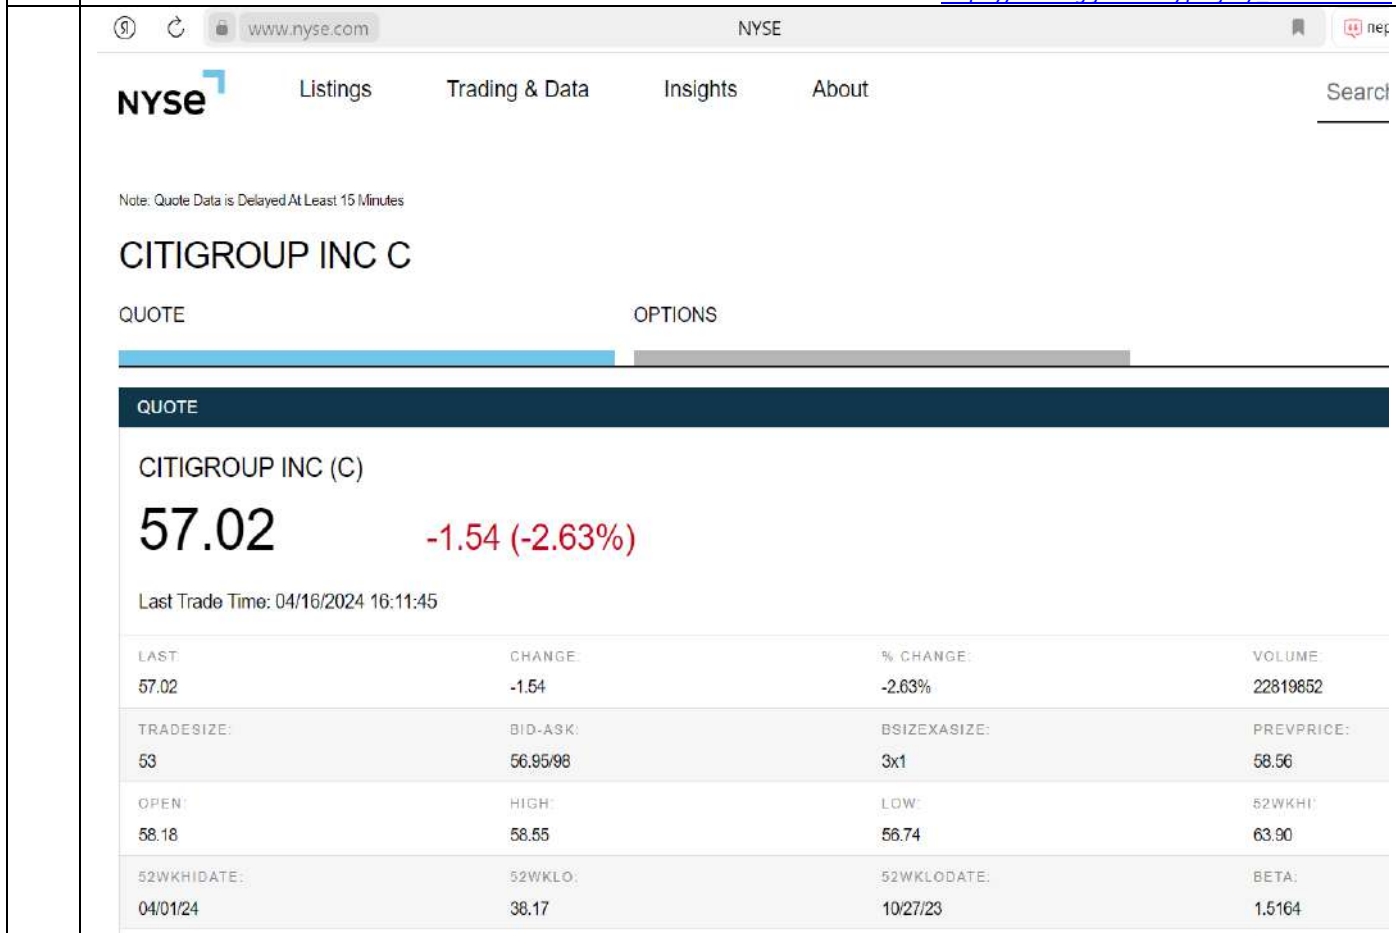 www.nyse.com NYSE
NYSE Listings Trading & Data Insights About Search
Note: Quote Data is Delayed At Least 15 Minutes
CITIGROUP INC C
QUOTE OPTIONS
QUOTE
CITIGROUP INC (C)
57.02 -1.54 (-2.63%)
Last Trade Time: 04/16/2024 16:11:45
LAST: CHANGE: % CHANGE: VOLUME:
57.02 -1.54 -2.63% 22819852
TRADESIZE: BID-ASK: BSIZEXASIZE: PREVPRICE:
53 56.95/98 3x1 58.56
OPEN: HIGH: LOW: 52WKHI:
58.18 58.55 56.74 63.90
52WKHIDATE: 52WKLO: 52WKLODATE: BETA:
04/01/24 38.17 10/27/23 1.5164